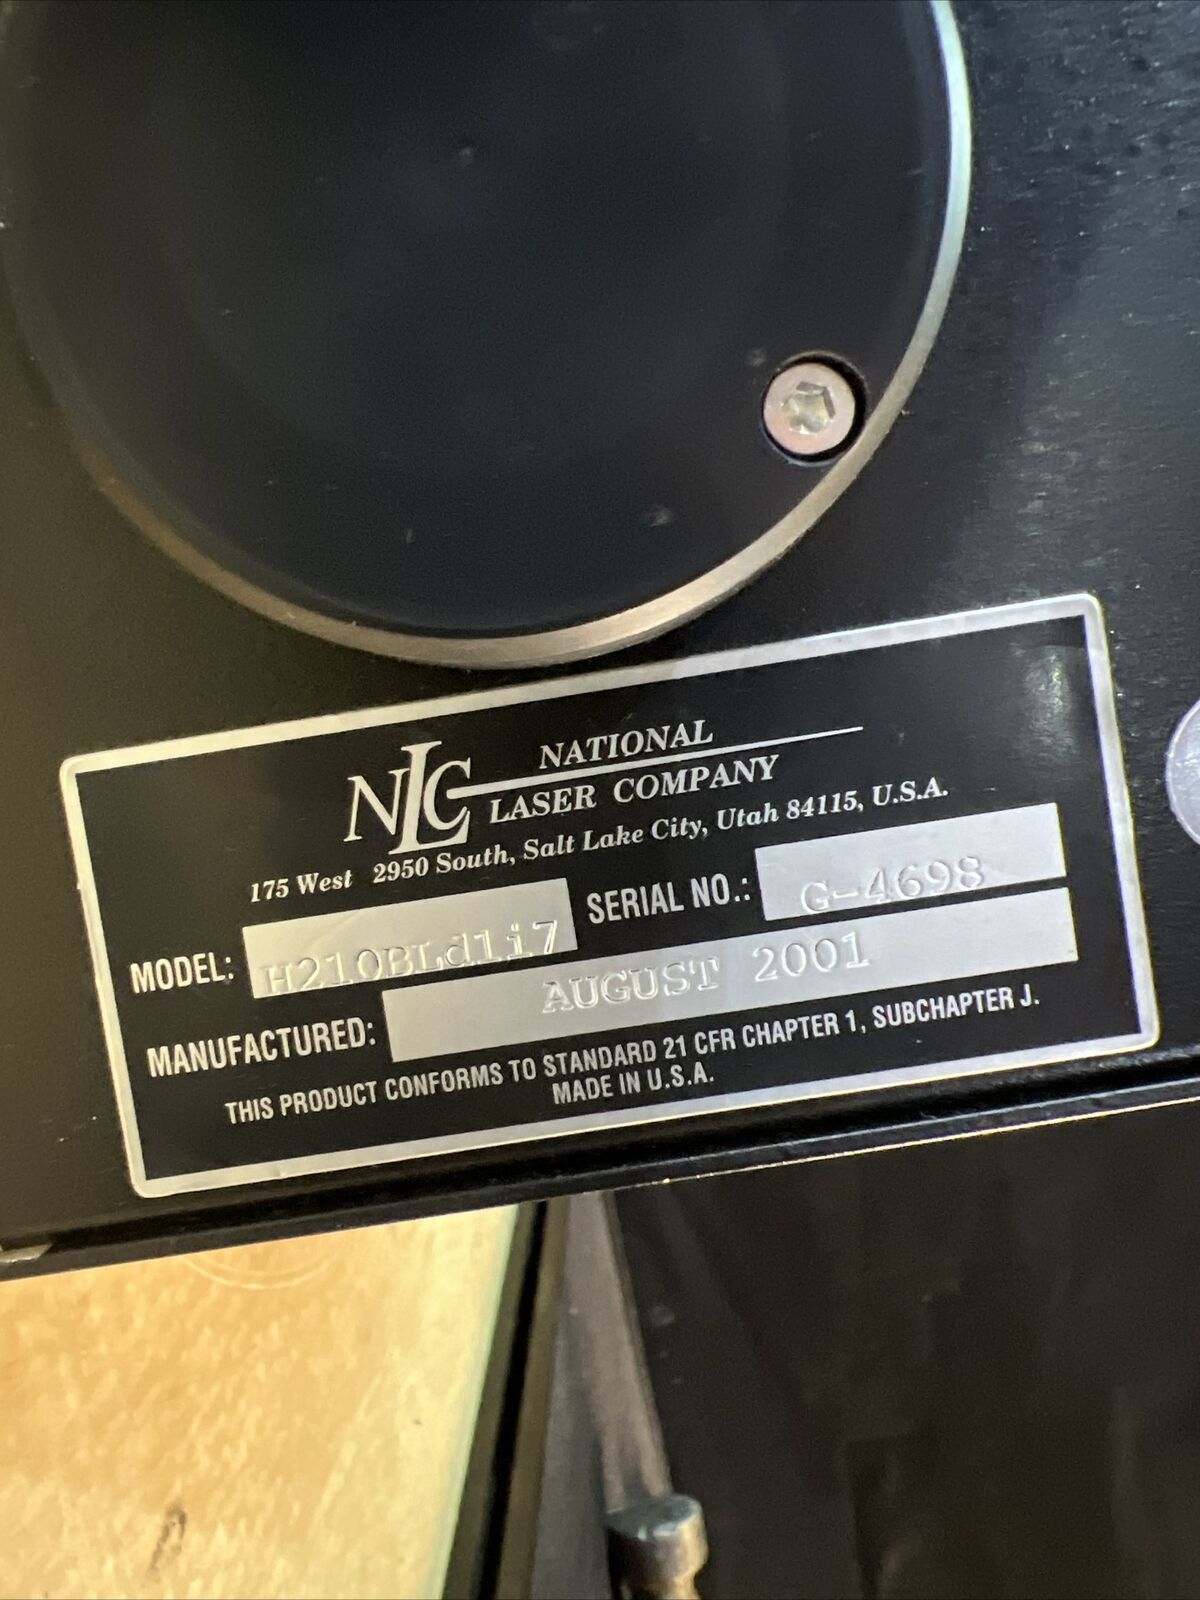 NLC NATIONAL
LASER COMPANY
175 West 2950 South, Salt Lake City, Utah 84115, U.S.A.
MODEL: H210BLd1i7 SERIAL NO.: G-4698
MANUFACTURED: AUGUST 2001
THIS PRODUCT CONFORMS TO STANDARD 21 CFR CHAPTER 1, SUBCHAPTER J.
MADE IN U.S.A.